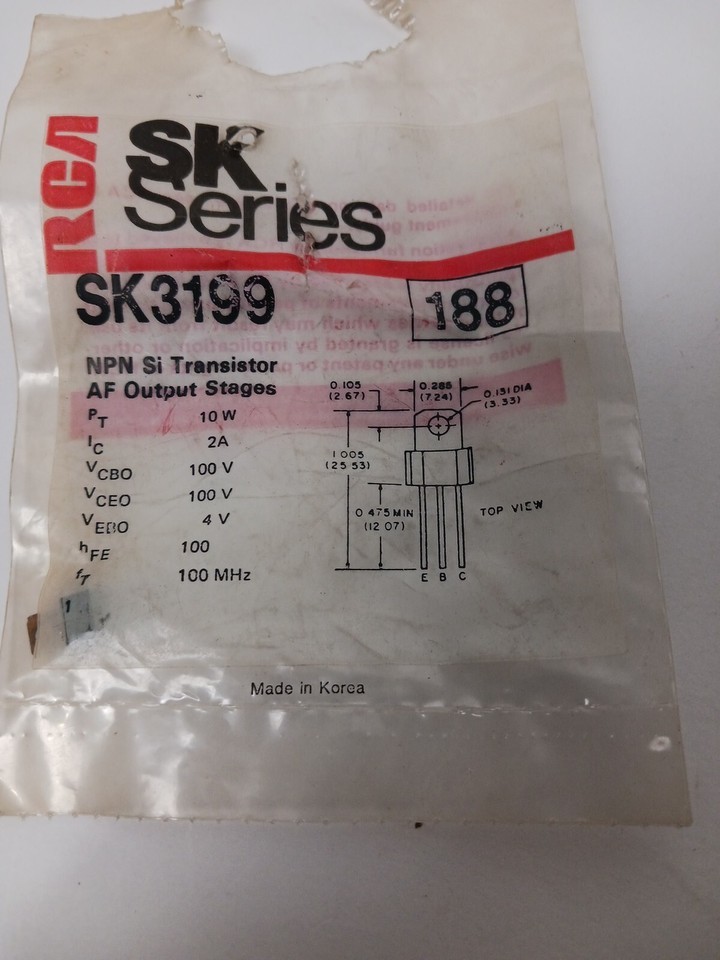 RCA
SK
Series
SK3199
188
NPN Si Transistor
AF Output Stages
PT 10 W
IC 2A
VCBO 100 V
VCEO 100 V
VEBO 4 V
hFE 100
fT 100 MHz
0.105
(2.67)
0.285
(7.24)
0.131 DIA
(3.33)
1.005
(25.53)
0.475 MIN
(12.07)
TOP VIEW
E B C
1
Made in Korea